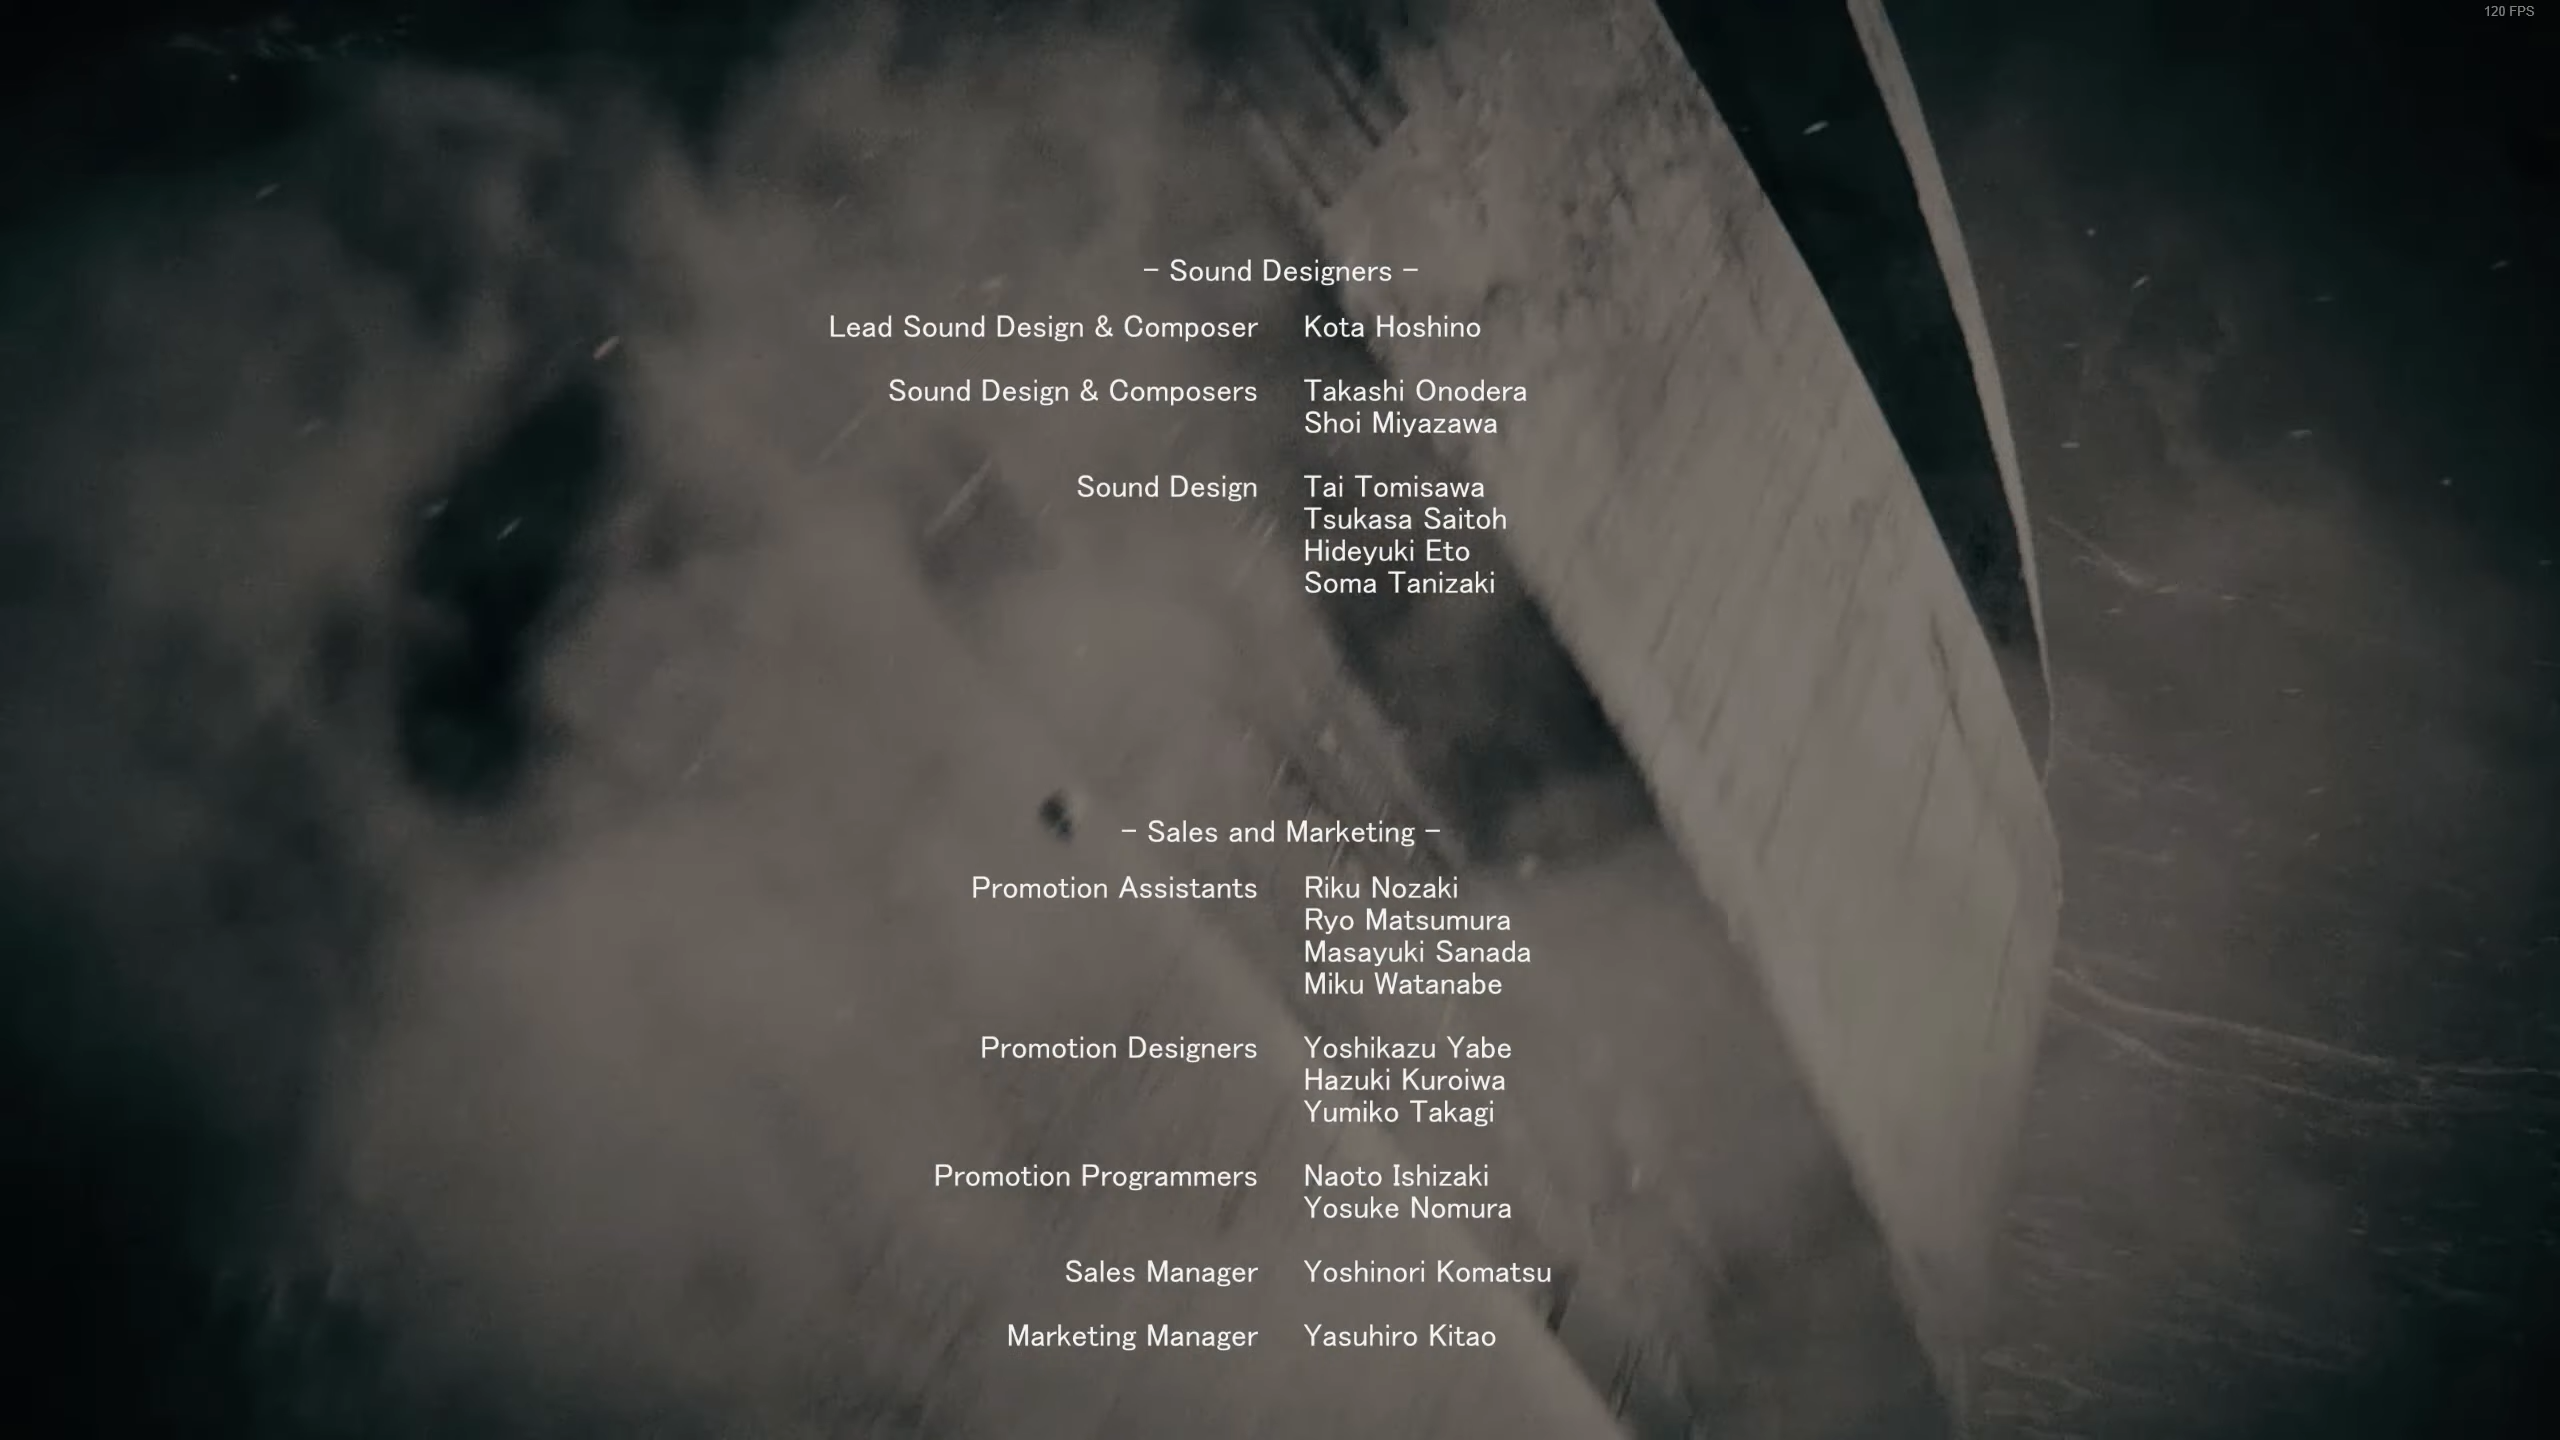 120 FPS
– Sound Designers –
Lead Sound Design & Composer Kota Hoshino
Sound Design & Composers Takashi Onodera
Shoi Miyazawa
Sound Design Tai Tomisawa
Tsukasa Saitoh
Hideyuki Eto
Soma Tanizaki
– Sales and Marketing –
Promotion Assistants Riku Nozaki
Ryo Matsumura
Masayuki Sanada
Miku Watanabe
Promotion Designers Yoshikazu Yabe
Hazuki Kuroiwa
Yumiko Takagi
Promotion Programmers Naoto Ishizaki
Yosuke Nomura
Sales Manager Yoshinori Komatsu
Marketing Manager Yasuhiro Kitao